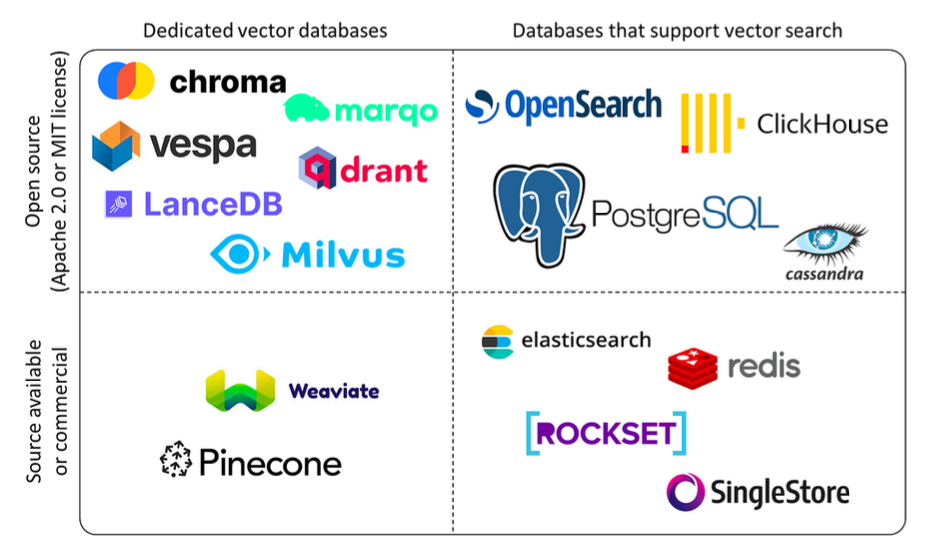 Dedicated vector databases
Databases that support vector search
Open source
(Apache 2.0 or MIT license)
chroma
marqo
vespa
qdrant
LanceDB
Milvus
OpenSearch
ClickHouse
PostgreSQL
cassandra
Source available
or commercial
Weaviate
Pinecone
elasticsearch
redis
[ROCKSET]
SingleStore